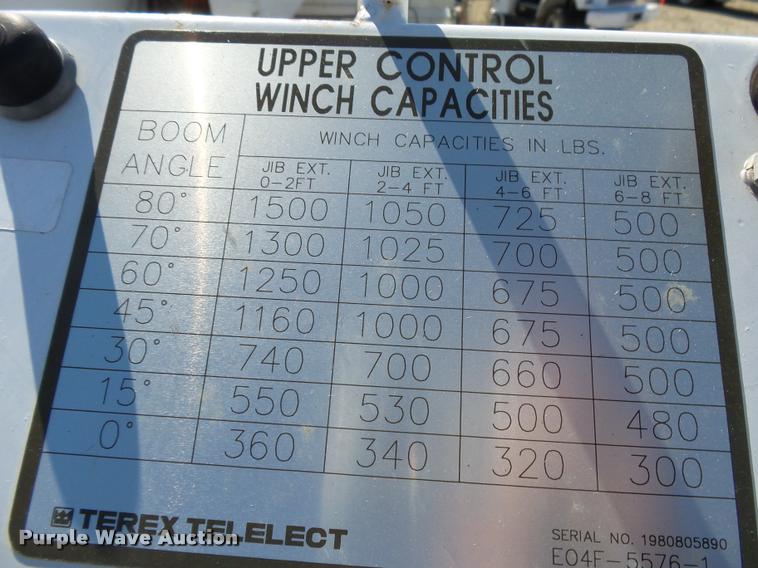 UPPER CONTROL
WINCH CAPACITIES
BOOM ANGLE WINCH CAPACITIES IN LBS.
JIB EXT. 0-2FT JIB EXT. 2-4 FT JIB EXT. 4-6 FT JIB EXT. 6-8 FT
80° 1500 1050 725 500
70° 1300 1025 700 500
60° 1250 1000 675 500
45° 1160 1000 675 500
30° 740 700 660 500
15° 550 530 500 480
0° 360 340 320 300
TEREX TELELECT
SERIAL NO. 1980805890
E04F-5576-1
Purple Wave Auction